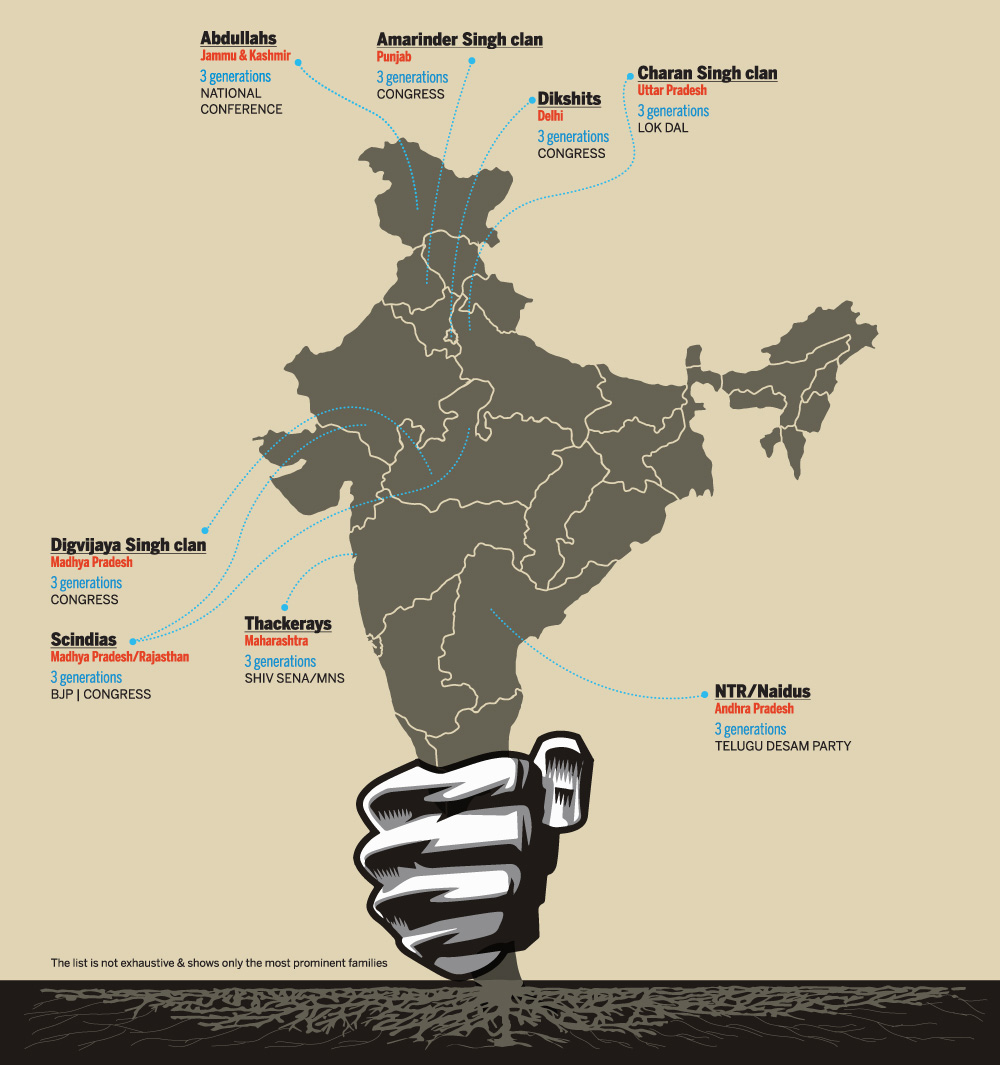 Abdullahs
Jammu & Kashmir
3 generations
NATIONAL
CONFERENCE
Amarinder Singh clan
Punjab
3 generations
CONGRESS
Dikshits
Delhi
3 generations
CONGRESS
Charan Singh clan
Uttar Pradesh
3 generations
LOK DAL
Digvijaya Singh clan
Madhya Pradesh
3 generations
CONGRESS
Scindias
Madhya Pradesh/Rajasthan
3 generations
BJP | CONGRESS
Thackerays
Maharashtra
3 generations
SHIV SENA/MNS
NTR/Naidus
Andhra Pradesh
3 generations
TELUGU DESAM PARTY
The list is not exhaustive & shows only the most prominent families